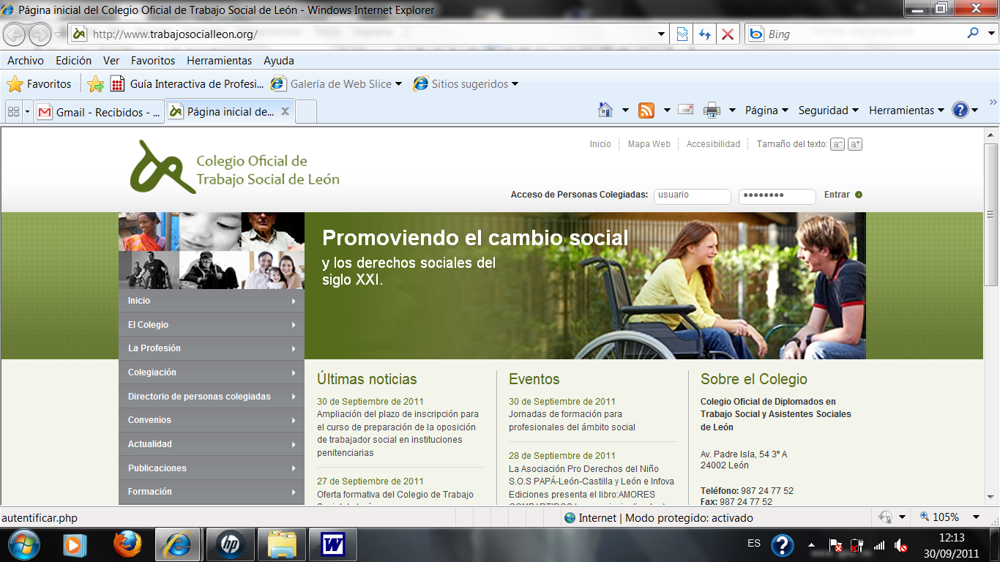 Página inicial del Colegio Oficial de Trabajo Social de León - Windows Internet Explorer
http://www.trabajosocialleon.org/
Bing
Archivo Edición Ver Favoritos Herramientas Ayuda
Favoritos Guía Interactiva de Profesi... Galería de Web Slice Sitios sugeridos
Gmail - Recibidos - ... Página inicial de... Página Seguridad Herramientas
Inicio Mapa Web Accesibilidad Tamaño del texto: a- a+
Colegio Oficial de
Trabajo Social de León
Acceso de Personas Colegiadas: usuario •••••••• Entrar
Promoviendo el cambio social
y los derechos sociales del
siglo XXI.
Inicio
El Colegio
La Profesión
Colegiación
Directorio de personas colegiadas
Convenios
Actualidad
Publicaciones
Formación
Últimas noticias
30 de Septiembre de 2011
Ampliación del plazo de inscripción para
el curso de preparación de la oposición
de trabajador social en instituciones
penitenciarias
27 de Septiembre de 2011
Oferta formativa del Colegio de Trabajo
Eventos
30 de Septiembre de 2011
Jornadas de formación para
profesionales del ámbito social
28 de Septiembre de 2011
La Asociación Pro Derechos del Niño
S.O.S PAPÁ-León-Castilla y León e Infova
Ediciones presenta el libro:AMORES
Sobre el Colegio
Colegio Oficial de Diplomados en
Trabajo Social y Asistentes Sociales
de León
Av. Padre Isla, 54 3º A
24002 León
Teléfono: 987 24 77 52
Fax: 987 24 77 52
autentificar.php Internet | Modo protegido: activado 105%
hp W ES 12:13
30/09/2011